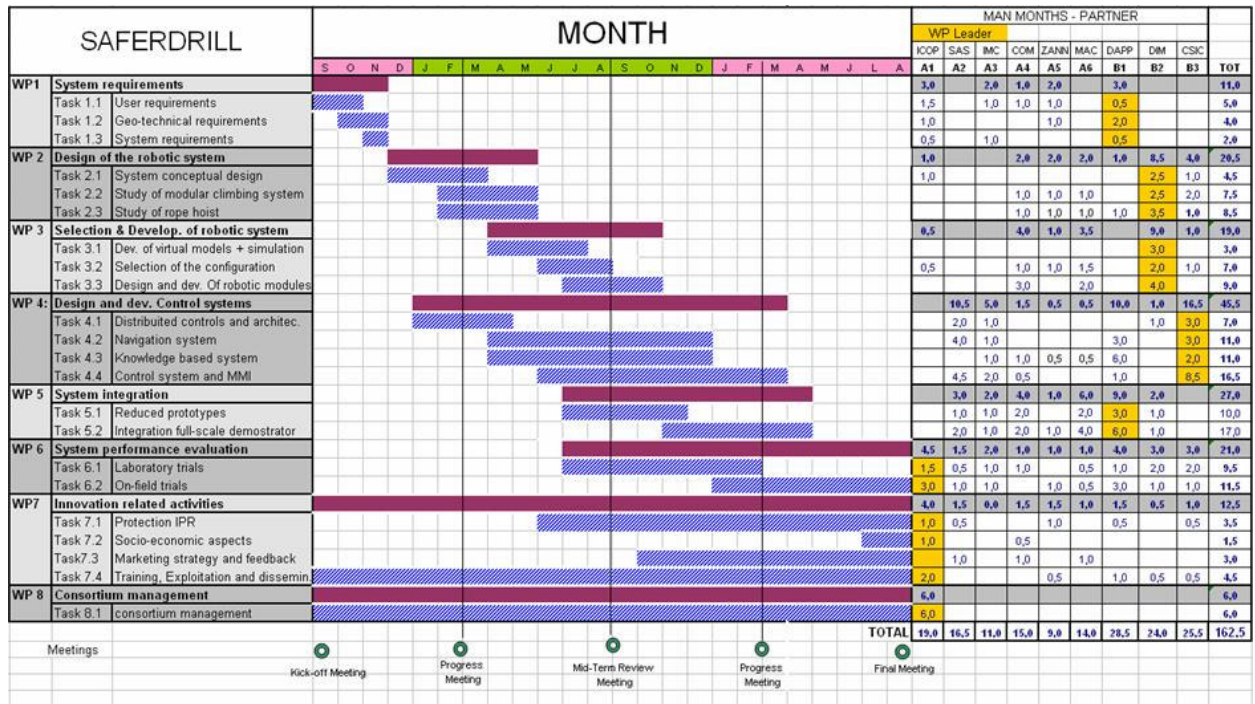 SAFERDRILL MONTH MAN MONTHS - PARTNER
WP Leader
ICOP SAS IMC COM ZANN MAC DAPP DIM CSIC
S O N D J F M A M J J A S O N D J F M A M J L A A1 A2 A3 A4 A5 A6 B1 B2 B3 TOT
WP1 System requirements 3,0 2,0 1,0 2,0 3,0 11,0
Task 1.1 User requirements 1,5 1,0 1,0 1,0 0,5 5,0
Task 1.2 Geo-technical requirements 1,0 1,0 2,0 4,0
Task 1.3 System requirements 0,5 1,0 0,5 2,0
WP 2 Design of the robotic system 1,0 2,0 2,0 2,0 1,0 8,5 4,0 20,5
Task 2.1 System conceptual design 1,0 2,5 1,0 4,5
Task 2.2 Study of modular climbing system 1,0 1,0 1,0 2,5 2,0 7,5
Task 2.3 Study of rope hoist 1,0 1,0 1,0 1,0 3,5 1,0 8,5
WP 3 Selection & Develop. of robotic system 0,5 4,0 1,0 3,5 9,0 1,0 19,0
Task 3.1 Dev. of virtual models + simulation 3,0 3,0
Task 3.2 Selection of the configuration 0,5 1,0 1,0 1,5 2,0 1,0 7,0
Task 3.3 Design and dev. Of robotic modules 3,0 2,0 4,0 9,0
WP 4: Design and dev. Control systems 10,5 5,0 1,5 0,5 0,5 10,0 1,0 16,5 45,5
Task 4.1 Distribuited controls and architec. 2,0 1,0 1,0 3,0 7,0
Task 4.2 Navigation system 4,0 1,0 3,0 3,0 11,0
Task 4.3 Knowledge based system 1,0 1,0 0,5 0,5 6,0 2,0 11,0
Task 4.4 Control system and MMI 4,5 2,0 0,5 1,0 8,5 16,5
WP 5 System integration 3,0 2,0 4,0 1,0 6,0 9,0 2,0 27,0
Task 5.1 Reduced prototypes 1,0 1,0 2,0 2,0 3,0 1,0 10,0
Task 5.2 Integration full-scale demostrator 2,0 1,0 2,0 1,0 4,0 6,0 1,0 17,0
WP 6 System performance evaluation 4,5 1,5 2,0 1,0 1,0 1,0 4,0 3,0 3,0 21,0
Task 6.1 Laboratory trials 1,5 0,5 1,0 1,0 0,5 1,0 2,0 2,0 9,5
Task 6.2 On-field trials 3,0 1,0 1,0 1,0 0,5 3,0 1,0 1,0 11,5
WP7 Innovation related activities 4,0 1,5 0,0 1,5 1,5 1,0 1,5 0,5 1,0 12,5
Task 7.1 Protection IPR 1,0 0,5 1,0 0,5 0,5 3,5
Task 7.2 Socio-economic aspects 1,0 0,5 1,5
Task7.3 Marketing strategy and feedback 1,0 1,0 1,0 3,0
Task 7.4 Training, Exploitation and dissemin. 2,0 0,5 1,0 0,5 0,5 4,5
WP 8 Consortium management 6,0 6,0
Task 8.1 consortium management 6,0 6,0
TOTAL 19,0 16,5 11,0 15,0 9,0 14,0 28,5 24,0 25,5 162,5
Meetings
Kick-off Meeting
Progress
Meeting
Mid-Term Review
Meeting
Progress
Meeting
Final Meeting